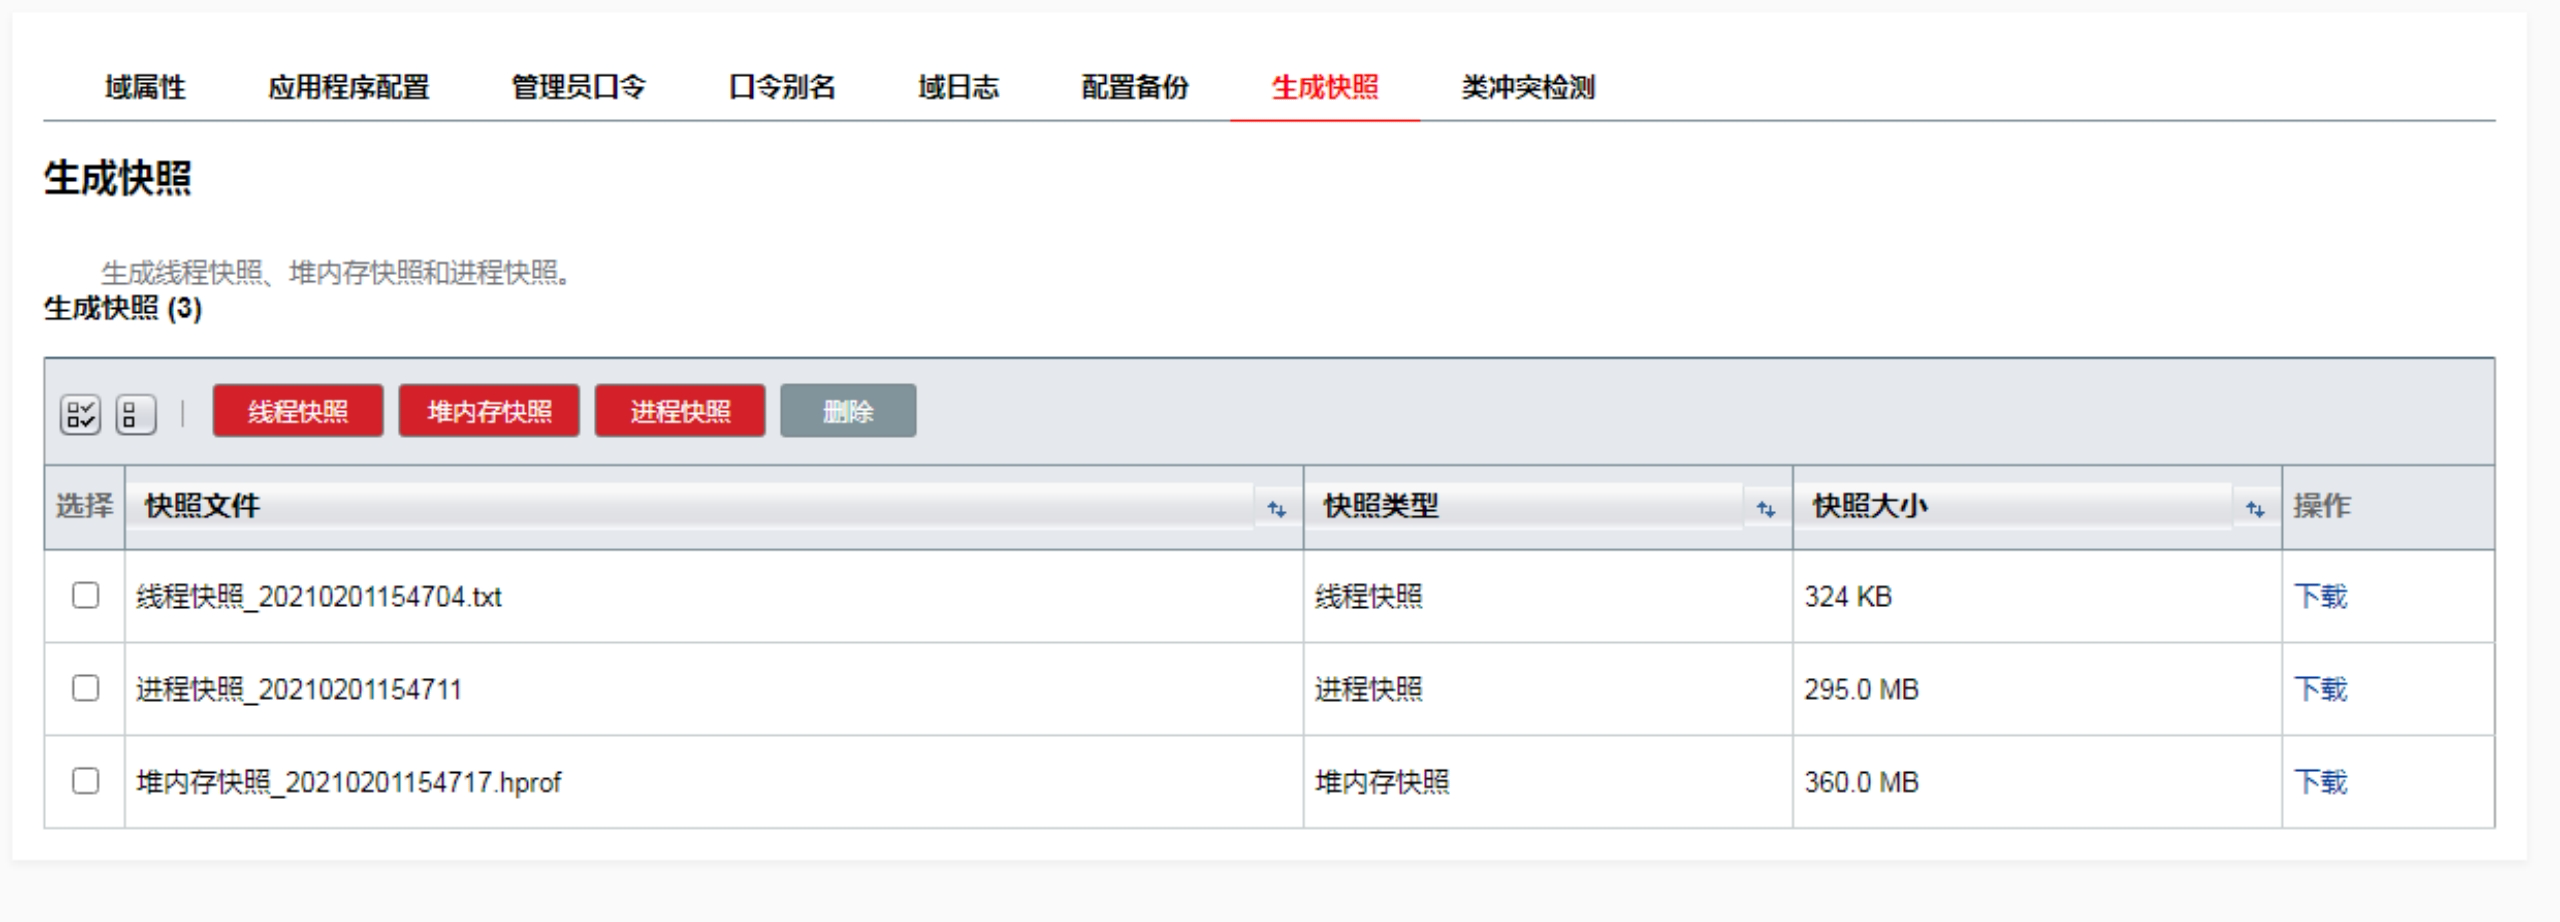 域属性 应用程序配置 管理员口令 口令别名 域日志 配置备份 生成快照 类冲突检测
生成快照
生成线程快照、堆内存快照和进程快照。
生成快照 (3)
线程快照 堆内存快照 进程快照 删除
选择 快照文件 快照类型 快照大小 操作
线程快照_20210201154704.txt 线程快照 324 KB 下载
进程快照_20210201154711 进程快照 295.0 MB 下载
堆内存快照_20210201154717.hprof 堆内存快照 360.0 MB 下载